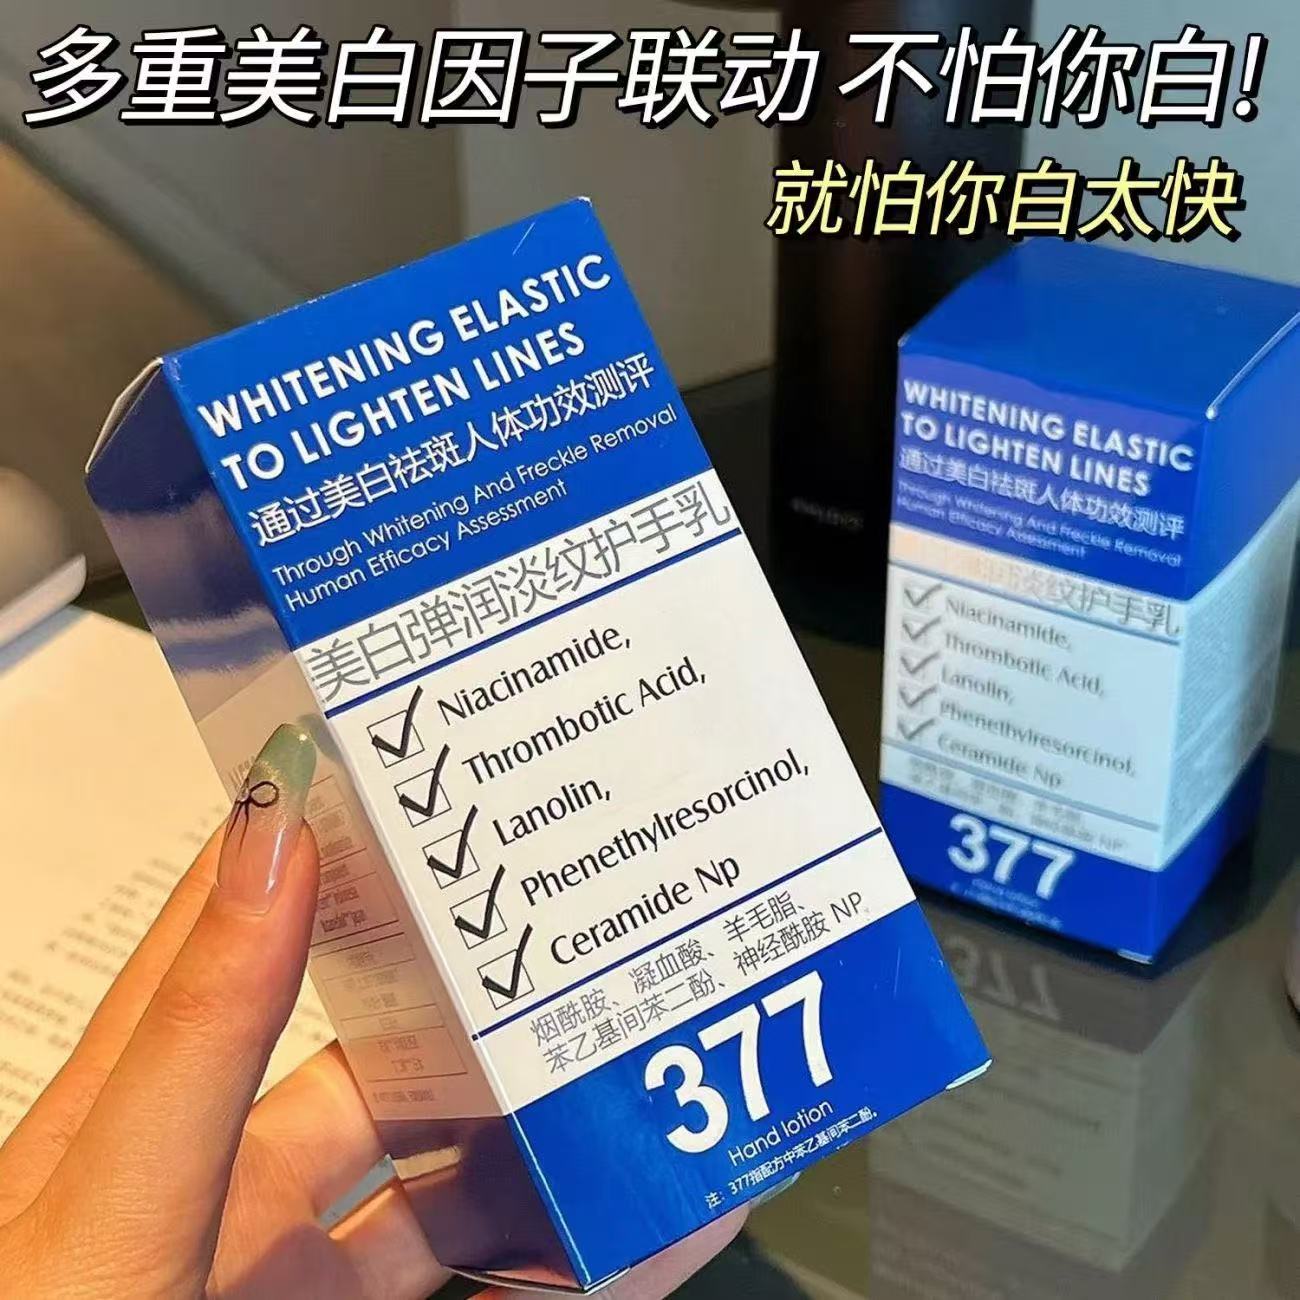 多重美白因子联动 不怕你白!
就怕你白太快
WHITENING ELASTIC
TO LIGHTEN LINES
通过美白祛斑人体功效测评
Through Whitening And Freckle Removal
Human Efficacy Assessment
美白弹润淡纹护手乳
Niacinamide,
Thrombotic Acid,
Lanolin,
Phenethylresorcinol,
Ceramide Np
烟酰胺、凝血酸、羊毛脂、
苯乙基间苯二酚、神经酰胺 NP
377
Hand lotion
注：377指配方中苯乙基间苯二酚。
WHITENING ELASTIC
TO LIGHTEN LINES
通过美白祛斑人体功效测评
Through Whitening And Freckle Removal
Human Efficacy Assessment
淡纹护手乳
Niacinamide,
Thrombotic Acid,
Lanolin,
Phenethylresorcinol,
Ceramide Np
377